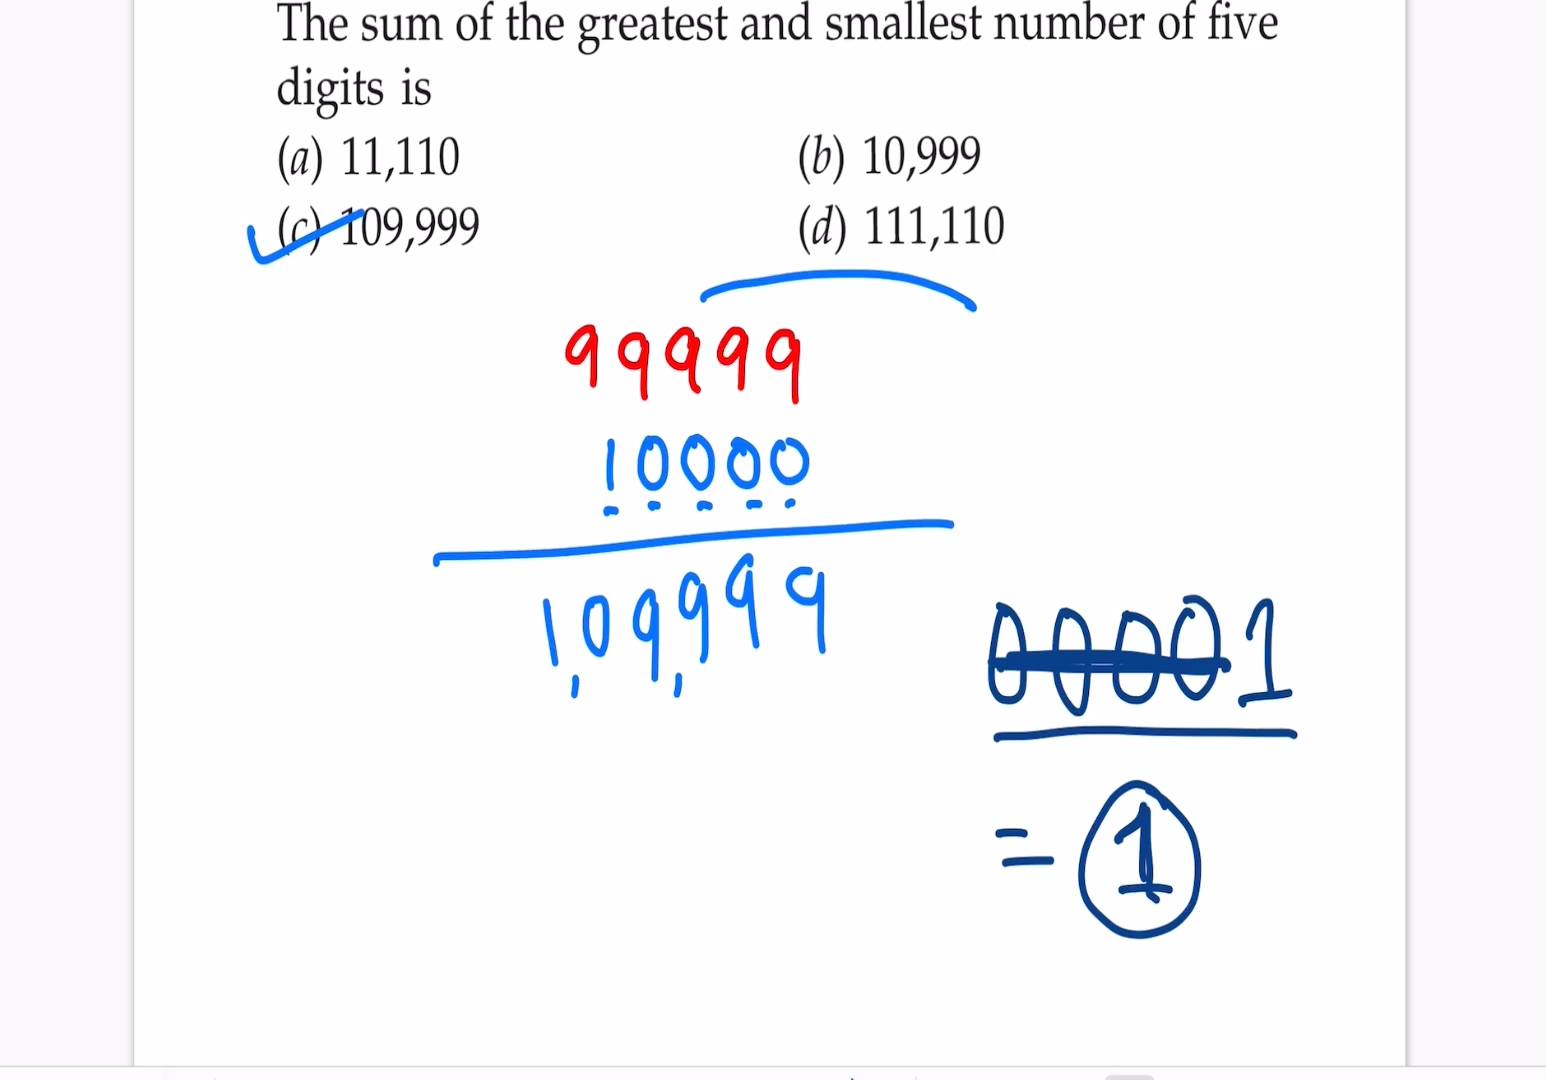 The sum of the greatest and smallest number of five
digits is
(a) 11,110 (b) 10,999
(c) 109,999 (d) 111,110
99999
10000
1,09,999
00001
= 1